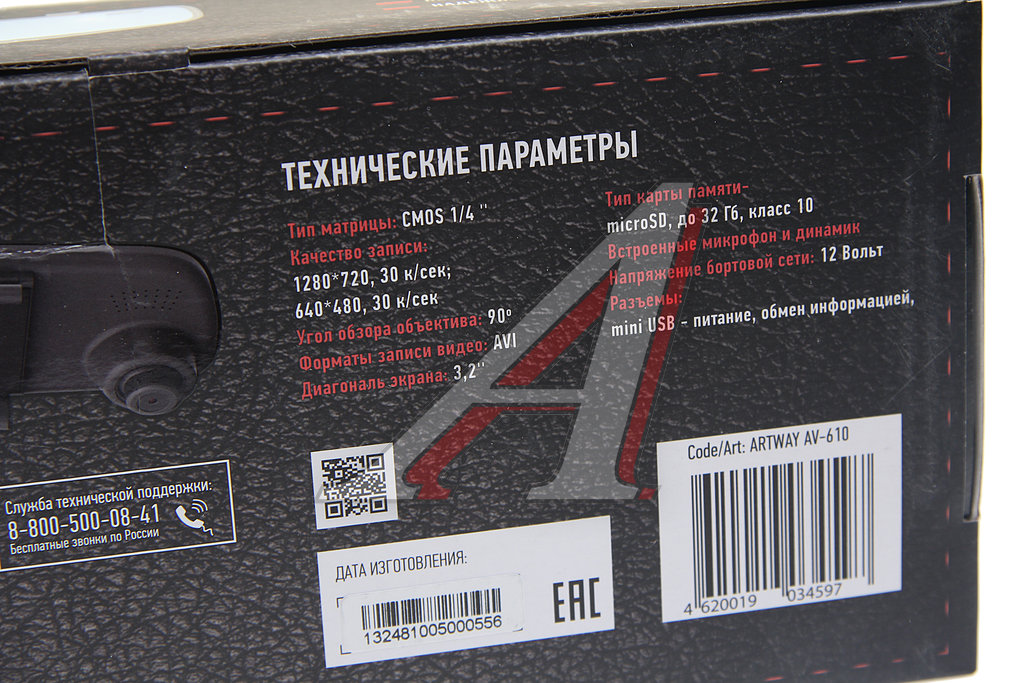 ТЕХНИЧЕСКИЕ ПАРАМЕТРЫ
Тип матрицы: CMOS 1/4 "
Качество записи:
1280*720, 30 к/сек;
640*480, 30 к/сек
Угол обзора объектива: 90º
Форматы записи видео: AVI
Диагональ экрана: 3,2"
Тип карты памяти-
microSD, до 32 Гб, класс 10
Встроенные микрофон и динамик
Напряжение бортовой сети: 12 Вольт
Разъемы:
mini USB - питание, обмен информацией,
Служба технической поддержки:
8-800-500-08-41
Бесплатные звонки по России
ДАТА ИЗГОТОВЛЕНИЯ:
132481005000556
EAC
Code/Art: ARTWAY AV-610
4 620019 034597